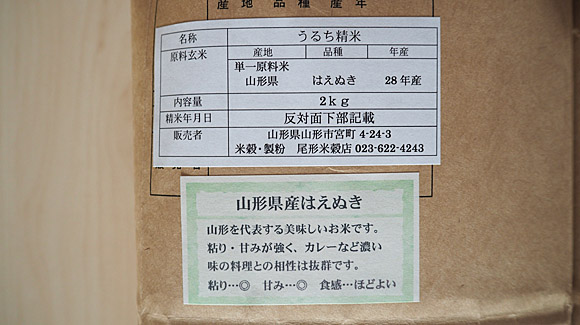 産地 品種 産年
名称 うるち精米
原料玄米 産地 品種 年産
単一原料米
山形県 はえぬき 28年産
内容量 2kg
精米年月日 反対面下部記載
販売者 山形県山形市宮町 4-24-3
米穀・製粉 尾形米穀店 023-622-4243
山形県産はえぬき
山形を代表する美味しいお米です。
粘り・甘みが強く、カレーなど濃い
味の料理との相性は抜群です。
粘り…◎ 甘み…◎ 食感…ほどよい